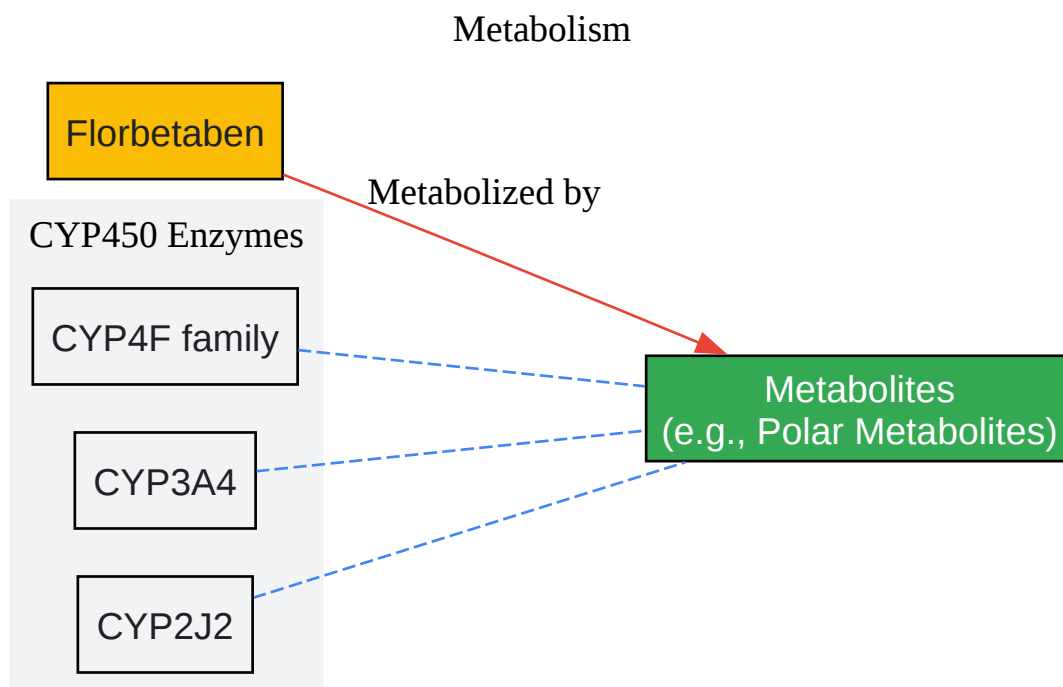 Metabolism
Florbetaben
Metabolized by
CYP450 Enzymes
CYP4F family
Metabolites
(e.g., Polar Metabolites)
CYP3A4
CYP2J2